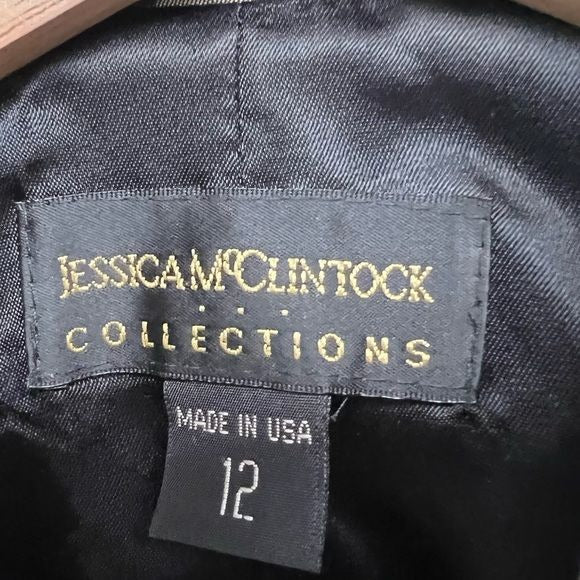 JESSICA McCLINTOCK
. . .
COLLECTIONS
MADE IN USA
12